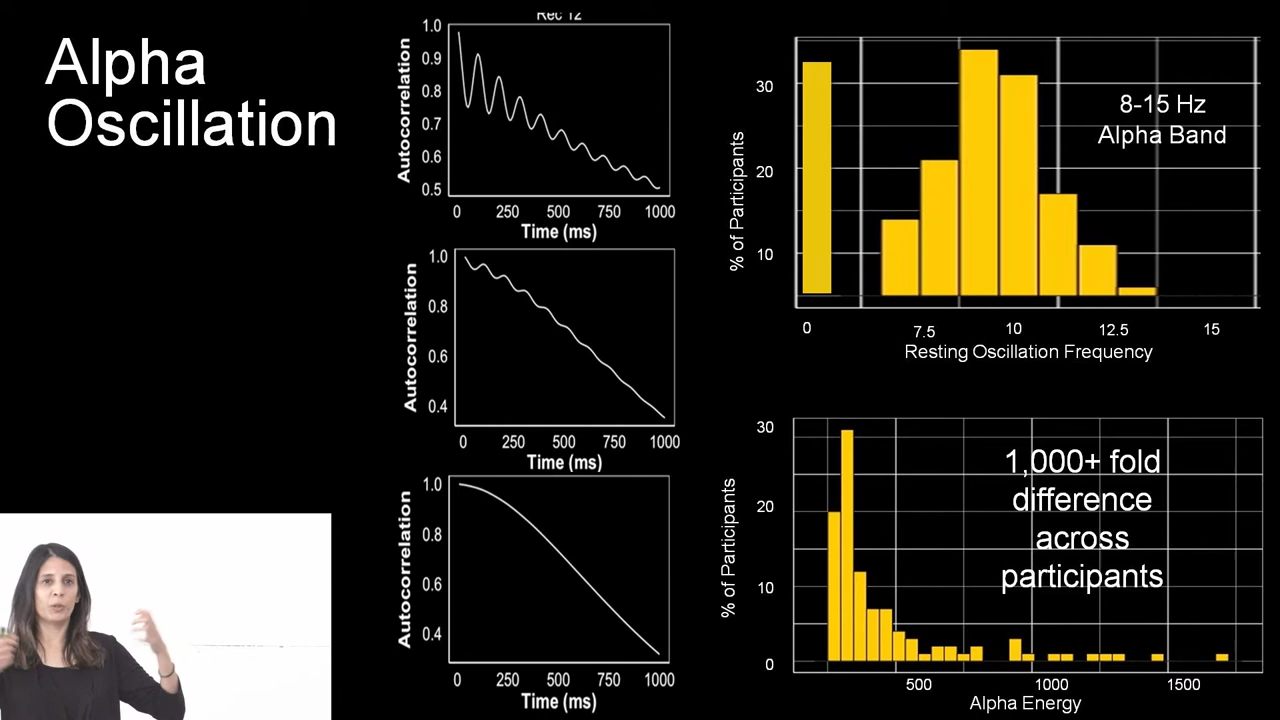 Alpha
Oscillation
Rec 12
Autocorrelation
1.0
0.9
0.8
0.7
0.6
0.5
0 250 500 750 1000
Time (ms)
Autocorrelation
1.0
0.8
0.6
0.4
0 250 500 750 1000
Time (ms)
Autocorrelation
1.0
0.8
0.6
0.4
0 250 500 750 1000
Time (ms)
8-15 Hz
Alpha Band
% of Participants
30
20
10
0 7.5 10 12.5 15
Resting Oscillation Frequency
1,000+ fold
difference
across
participants
% of Participants
30
20
10
0
500 1000 1500
Alpha Energy